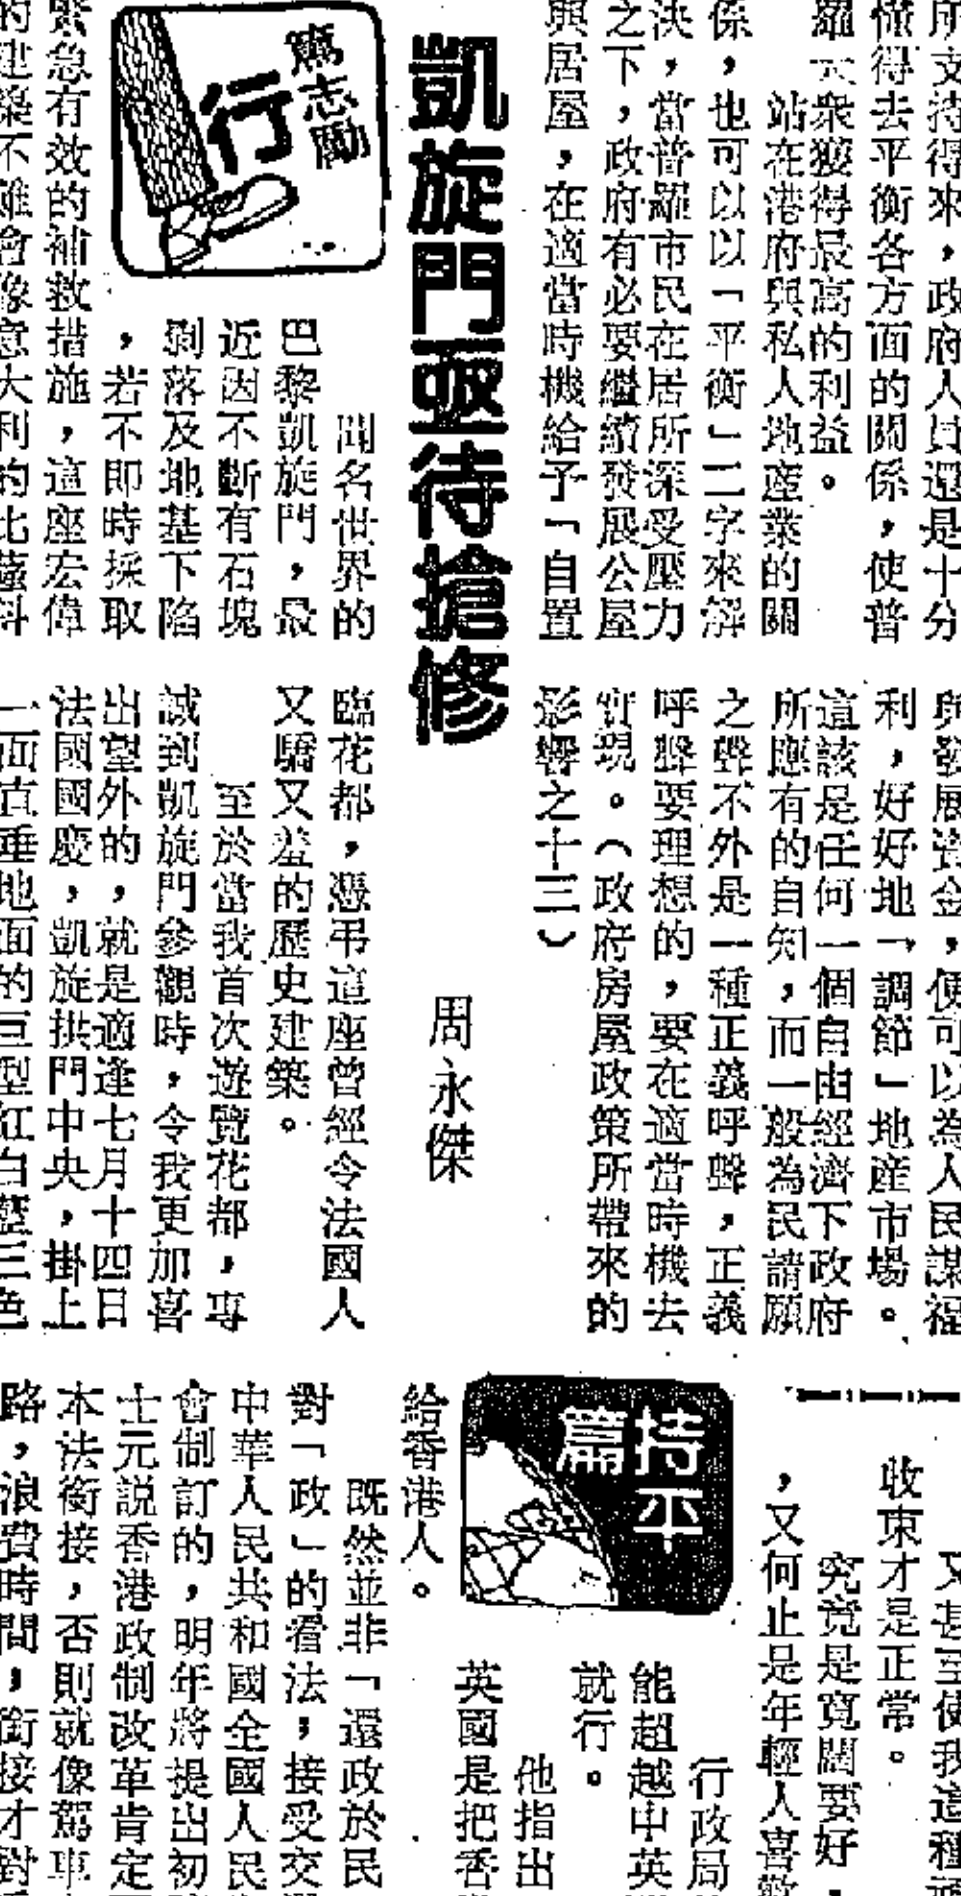 所支持得來，政府人員還是十分
懂得去平衡各方面的關係，使普
羅大衆獲得最高的利益。
站在港府與私人地産業的關
係，也可以以「平衡」二字來解
決，當普羅市民在居所深受壓力
之下，政府有必要繼續發展公屋
與居屋，在適當時機給予「自置
與發展資金，便可以為人民謀福
利，好好地「調節」地産市場。
這該是任何一個自由經濟下政府
所應有的自知，而一般為民請願
之聲不外是一種正義呼聲，正義
呼聲要理想的，要在適當時機去
實現。（政府房屋政策所帶來的
影響之十三）
凱旋門亟待搶修
周永傑
篤志勵
行
聞名世界的
巴黎凱旋門，最
近因不斷有石塊
剝落及地基下陷
，若不即時採取
緊急有效的補救措施，這座宏偉
的建築不難會像意大利的比薩斜
臨花都，憑弔這座曾經令法國人
又驕又羞的歷史建築。
至於當我首次遊覽花都，專
誠到凱旋門參觀時，令我更加喜
出望外的，就是適逢七月十四日
法國國慶，凱旋拱門中央，掛上
一面直垂地面的巨型紅白藍三色
又甚至使我這種
收束才是正常。
究竟是寬闊要好，
，又何止是年輕人喜歡
持平
篇
行政局
能超越中英
就行。
他指出
英國是把香
給香港人。
既然並非「還政於民
對「政」的看法，接受交
中華人民共和國全國人民
會制訂的，明年將提出初
士元説香港政制改革肯定
本法銜接，否則就像駕車
路，浪費時間，銜接才對